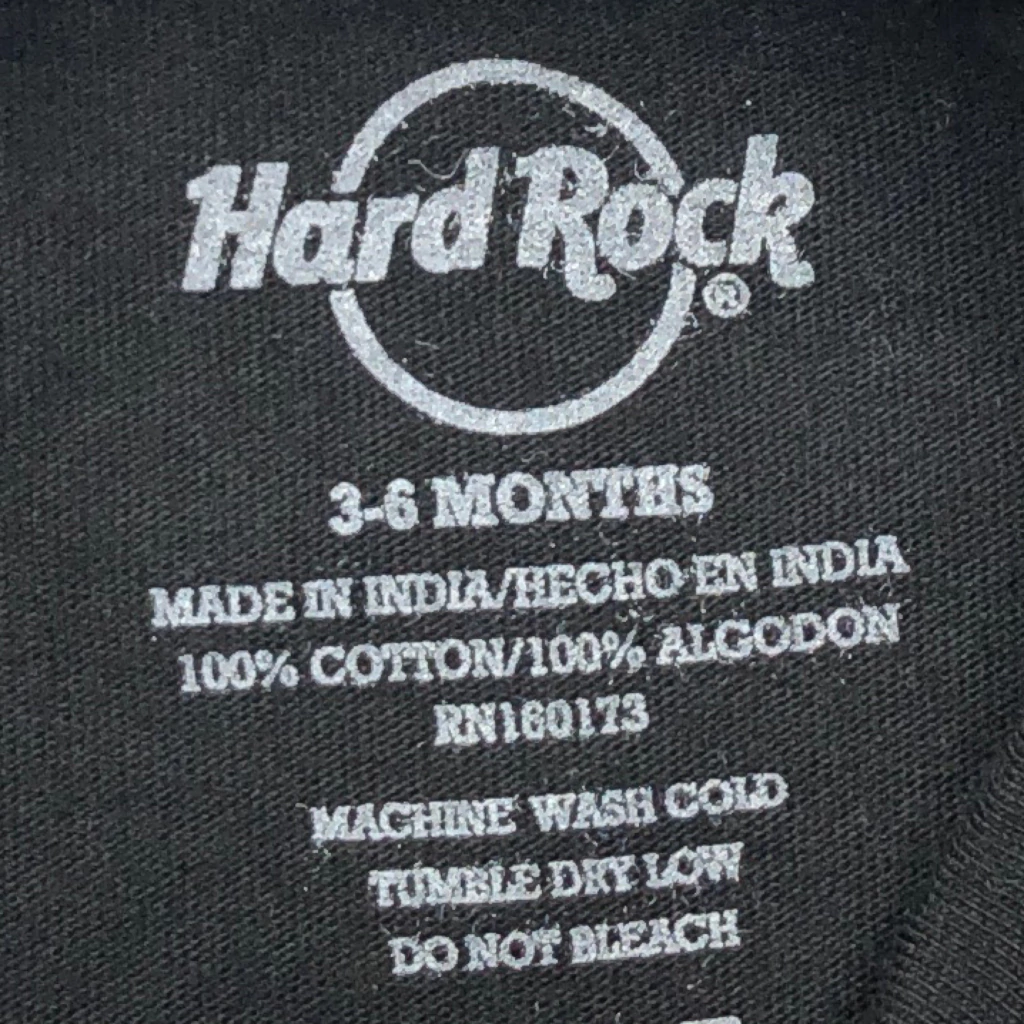 Hard Rock®
3-6 MONTHS
MADE IN INDIA/HECHO EN INDIA
100% COTTON/100% ALGODON
RN160173
MACHINE WASH COLD
TUMBLE DRY LOW
DO NOT BLEACH